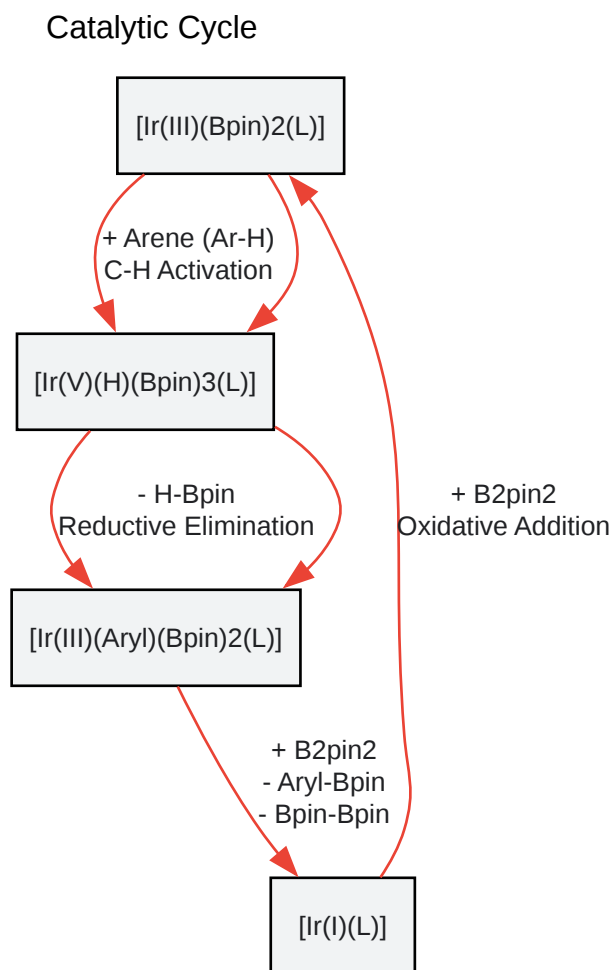 Catalytic Cycle
[Ir(III)(Bpin)2(L)]
+ Arene (Ar-H)
C-H Activation
[Ir(V)(H)(Bpin)3(L)]
- H-Bpin
Reductive Elimination
+ B2pin2
Oxidative Addition
[Ir(III)(Aryl)(Bpin)2(L)]
+ B2pin2
- Aryl-Bpin
- Bpin-Bpin
[Ir(I)(L)]